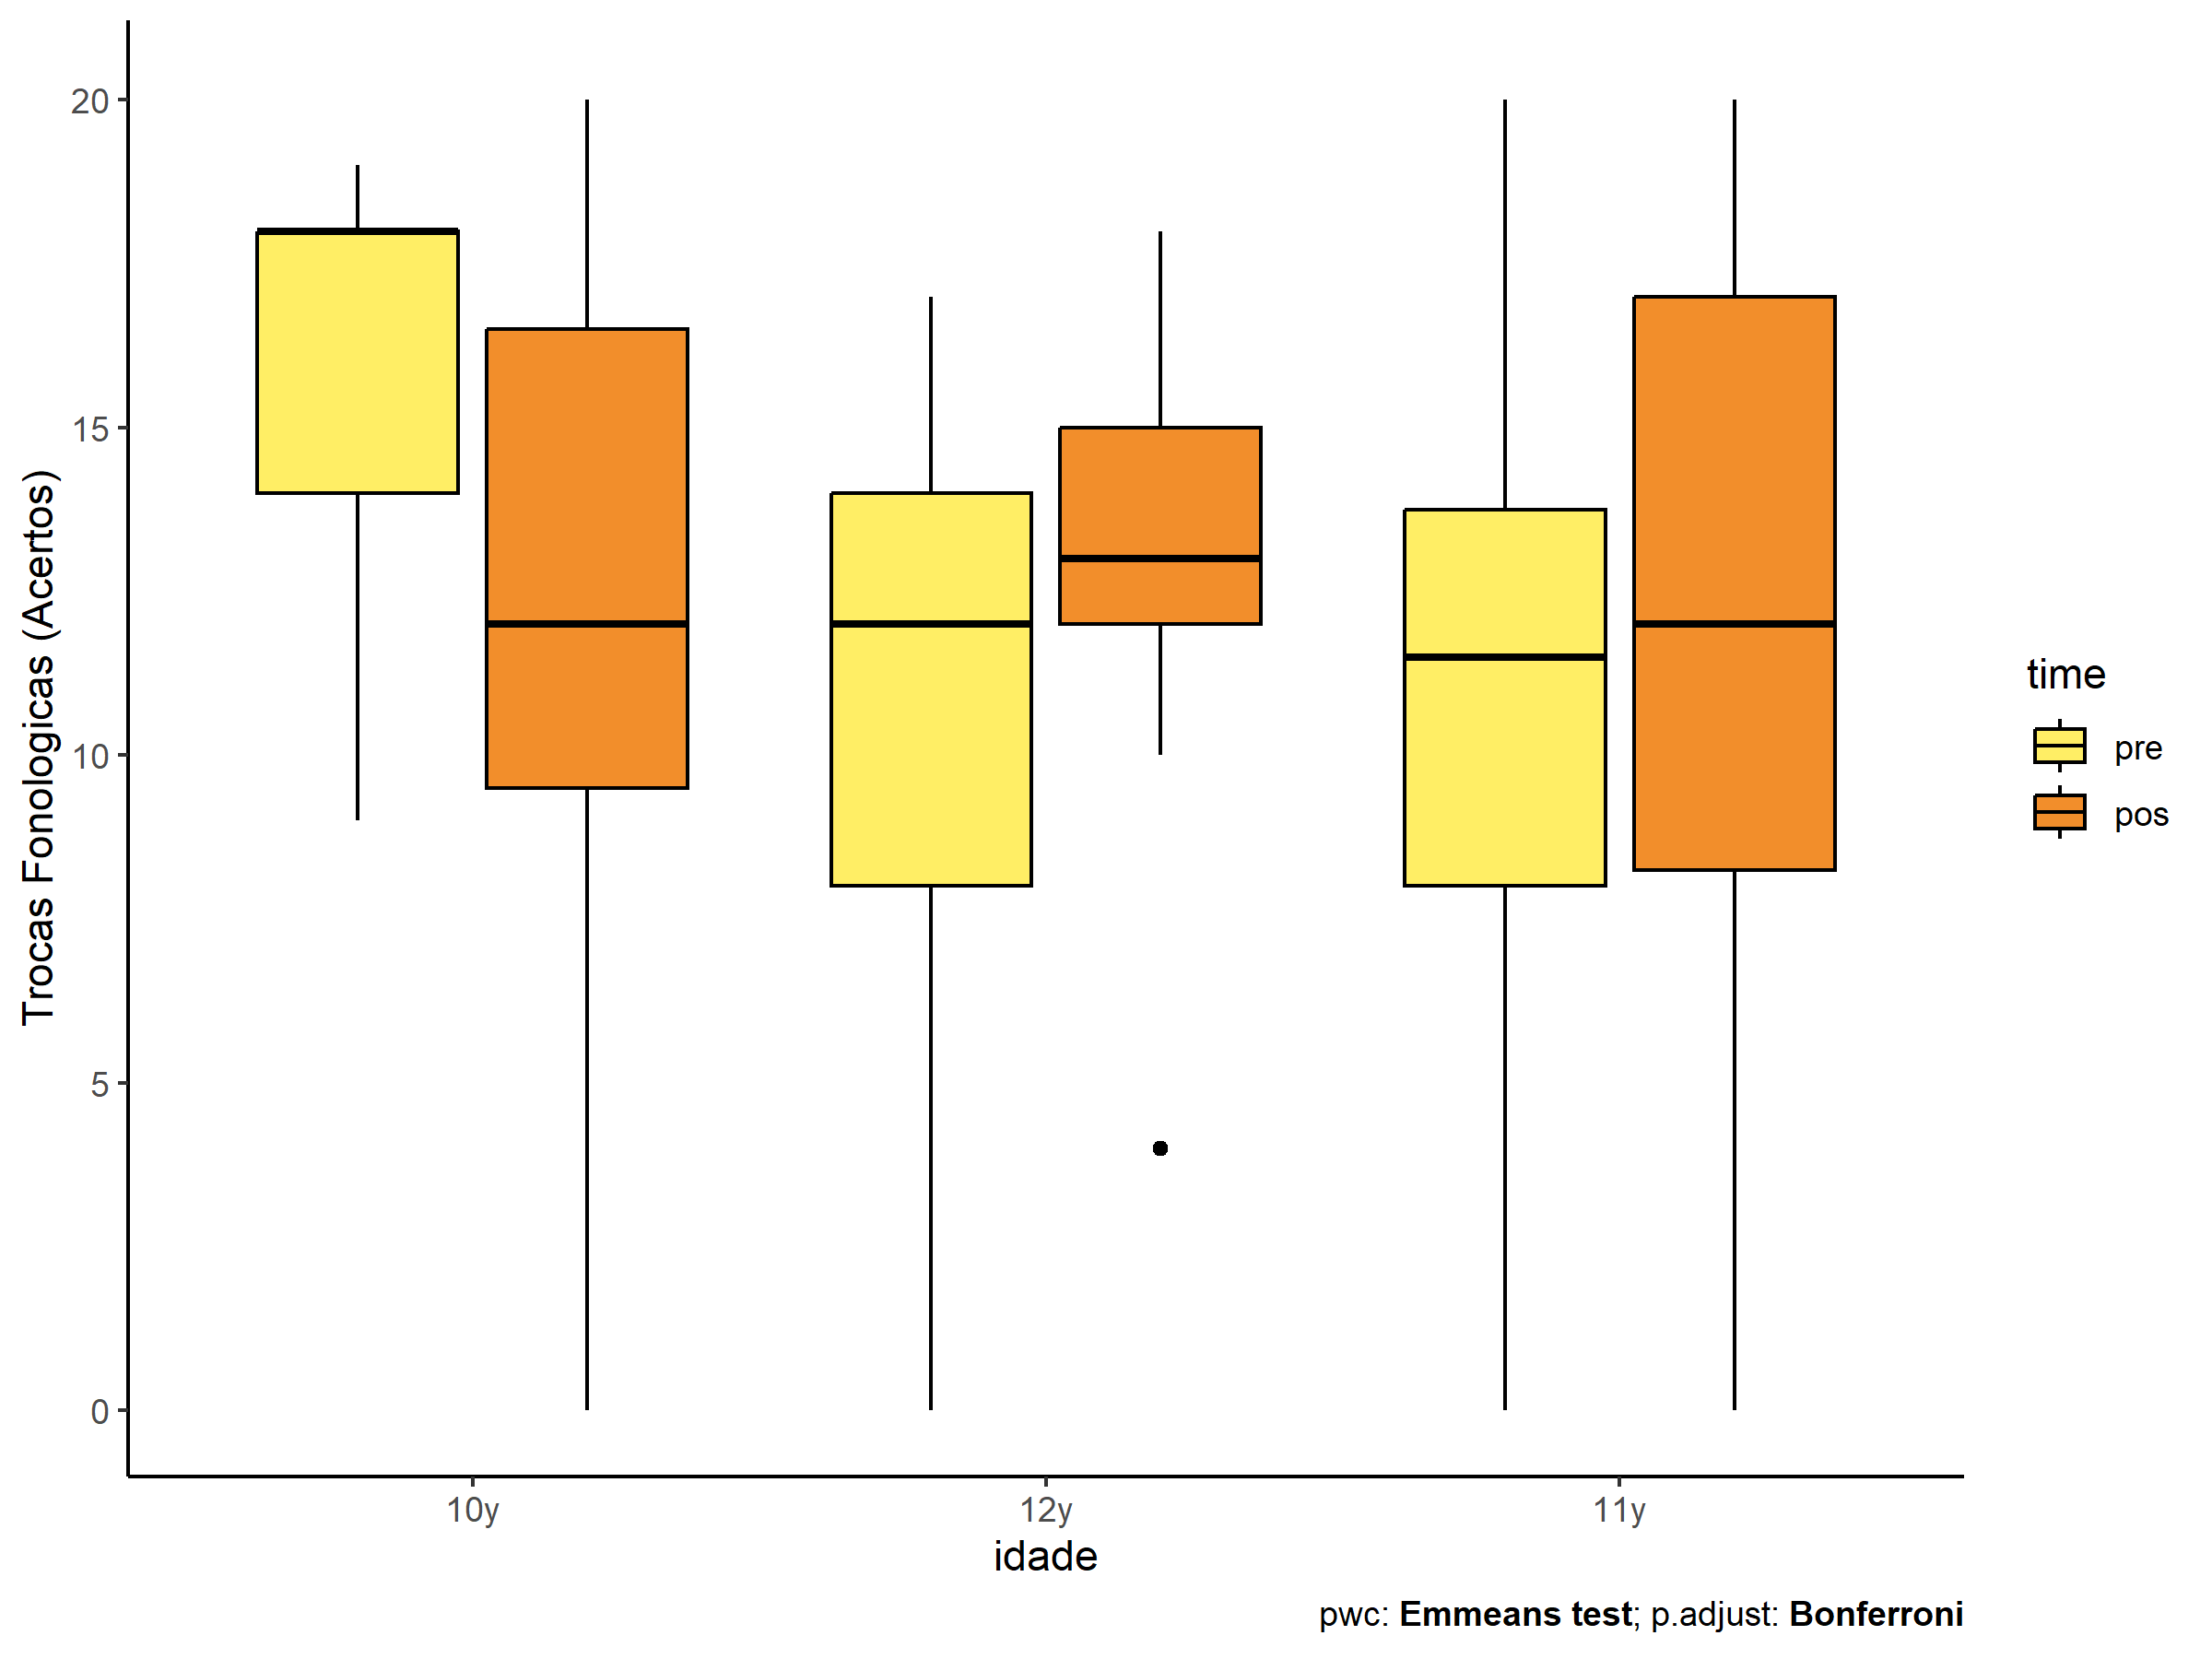 Trocas Fonologicas (Acertos)
20
15
10
5
0
10y
12y
11y
idade
time
pre
pos
pwc: Emmeans test; p.adjust: Bonferroni